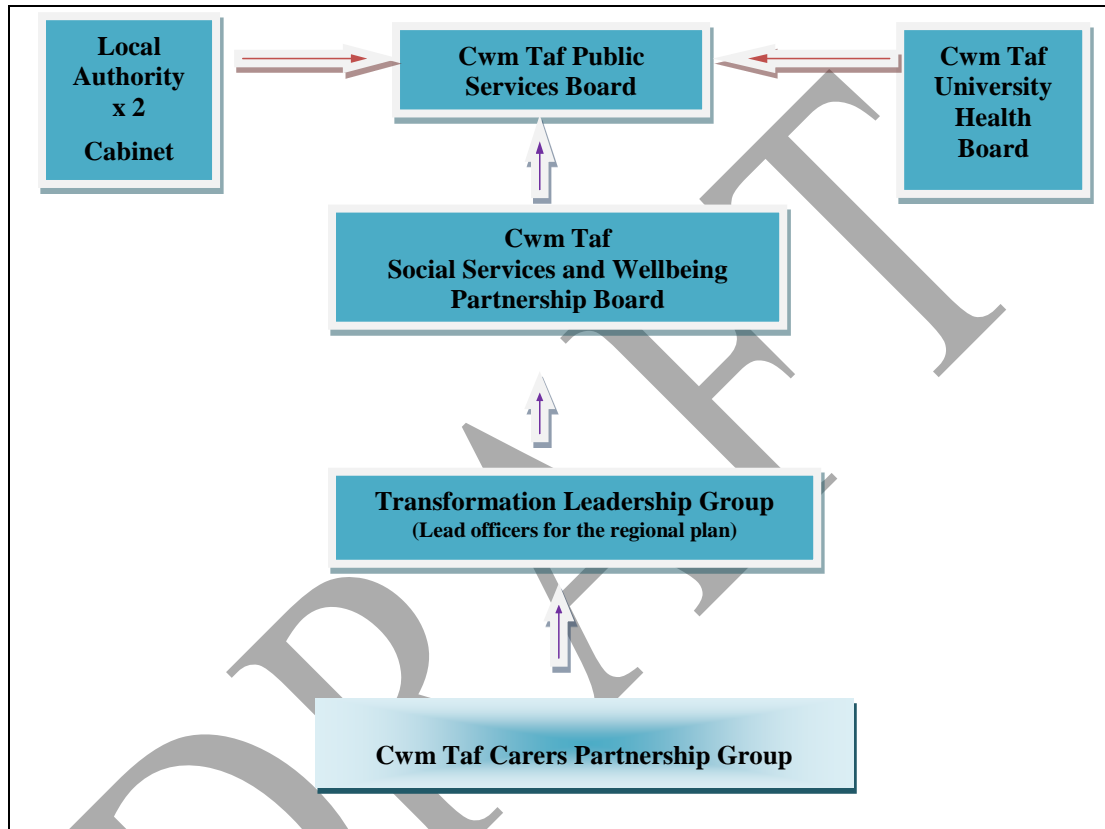 Local
Authority
x 2
Cabinet
Cwm Taf Public
Services Board
Cwm Taf
University
Health
Board
Cwm Taf
Social Services and Wellbeing
Partnership Board
Transformation Leadership Group
(Lead officers for the regional plan)
Cwm Taf Carers Partnership Group
DRAFT